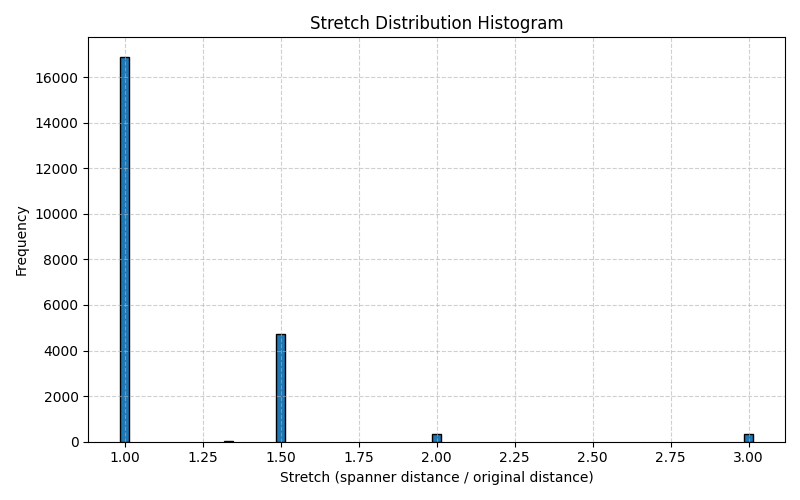 Stretch Distribution Histogram
Frequency
16000
14000
12000
10000
8000
6000
4000
2000
0
1.00 1.25 1.50 1.75 2.00 2.25 2.50 2.75 3.00
Stretch (spanner distance / original distance)